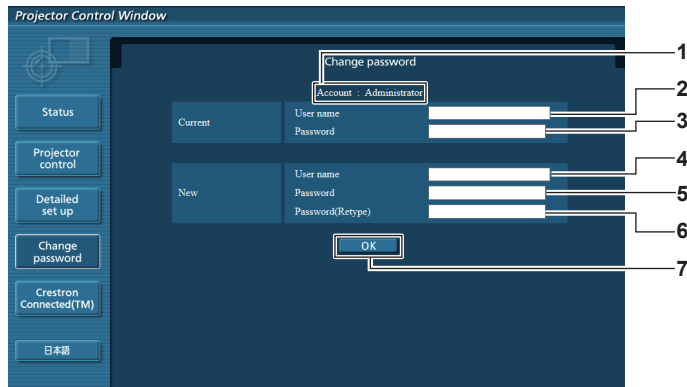 Projector Control Window
Change password
1
Account : Administrator
2
Status
Current
User name
3
Password
Projector
control
4
User name
Detailed
set up
New
Password
5
Password(Retype)
6
Change
password
OK
7
Crestron
Connected(TM)
日本語